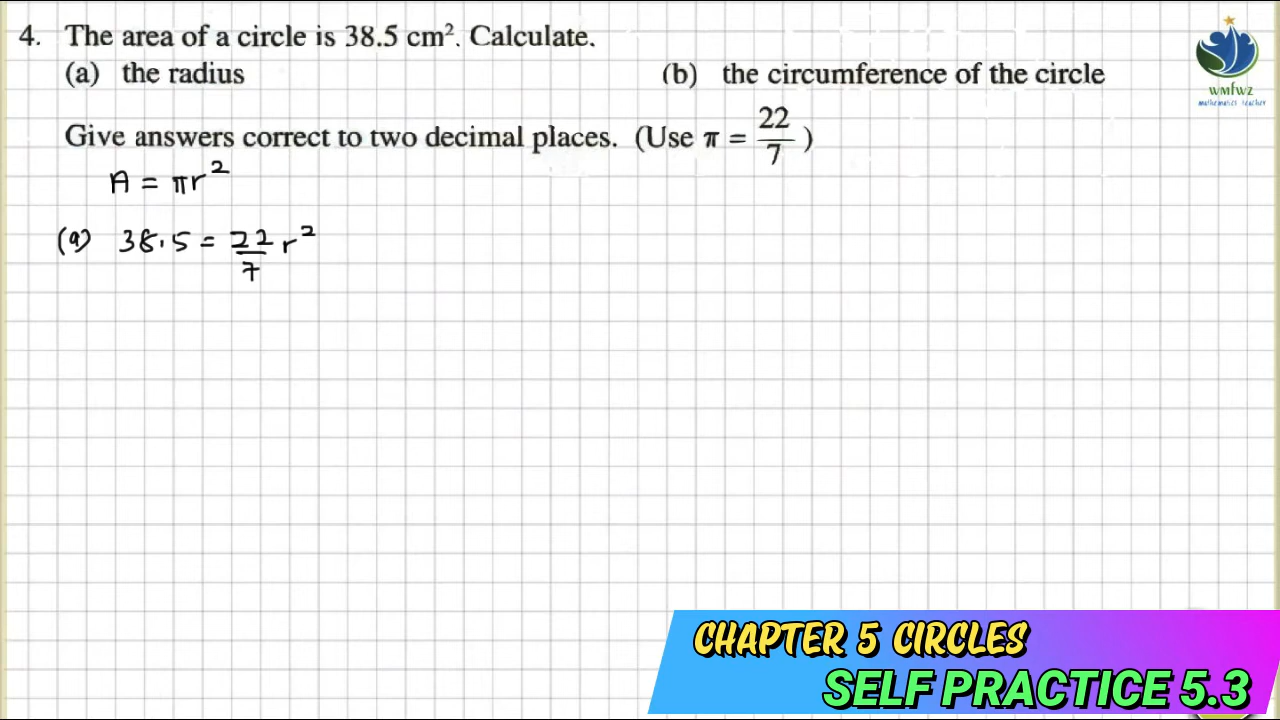 4. The area of a circle is 38.5 cm². Calculate.
(a) the radius (b) the circumference of the circle
Give answers correct to two decimal places. (Use π = 22/7)
A = πr²
(a) 38.5 = 22/7 r²
WMFWZ
mathematics teacher
CHAPTER 5 CIRCLES
SELF PRACTICE 5.3